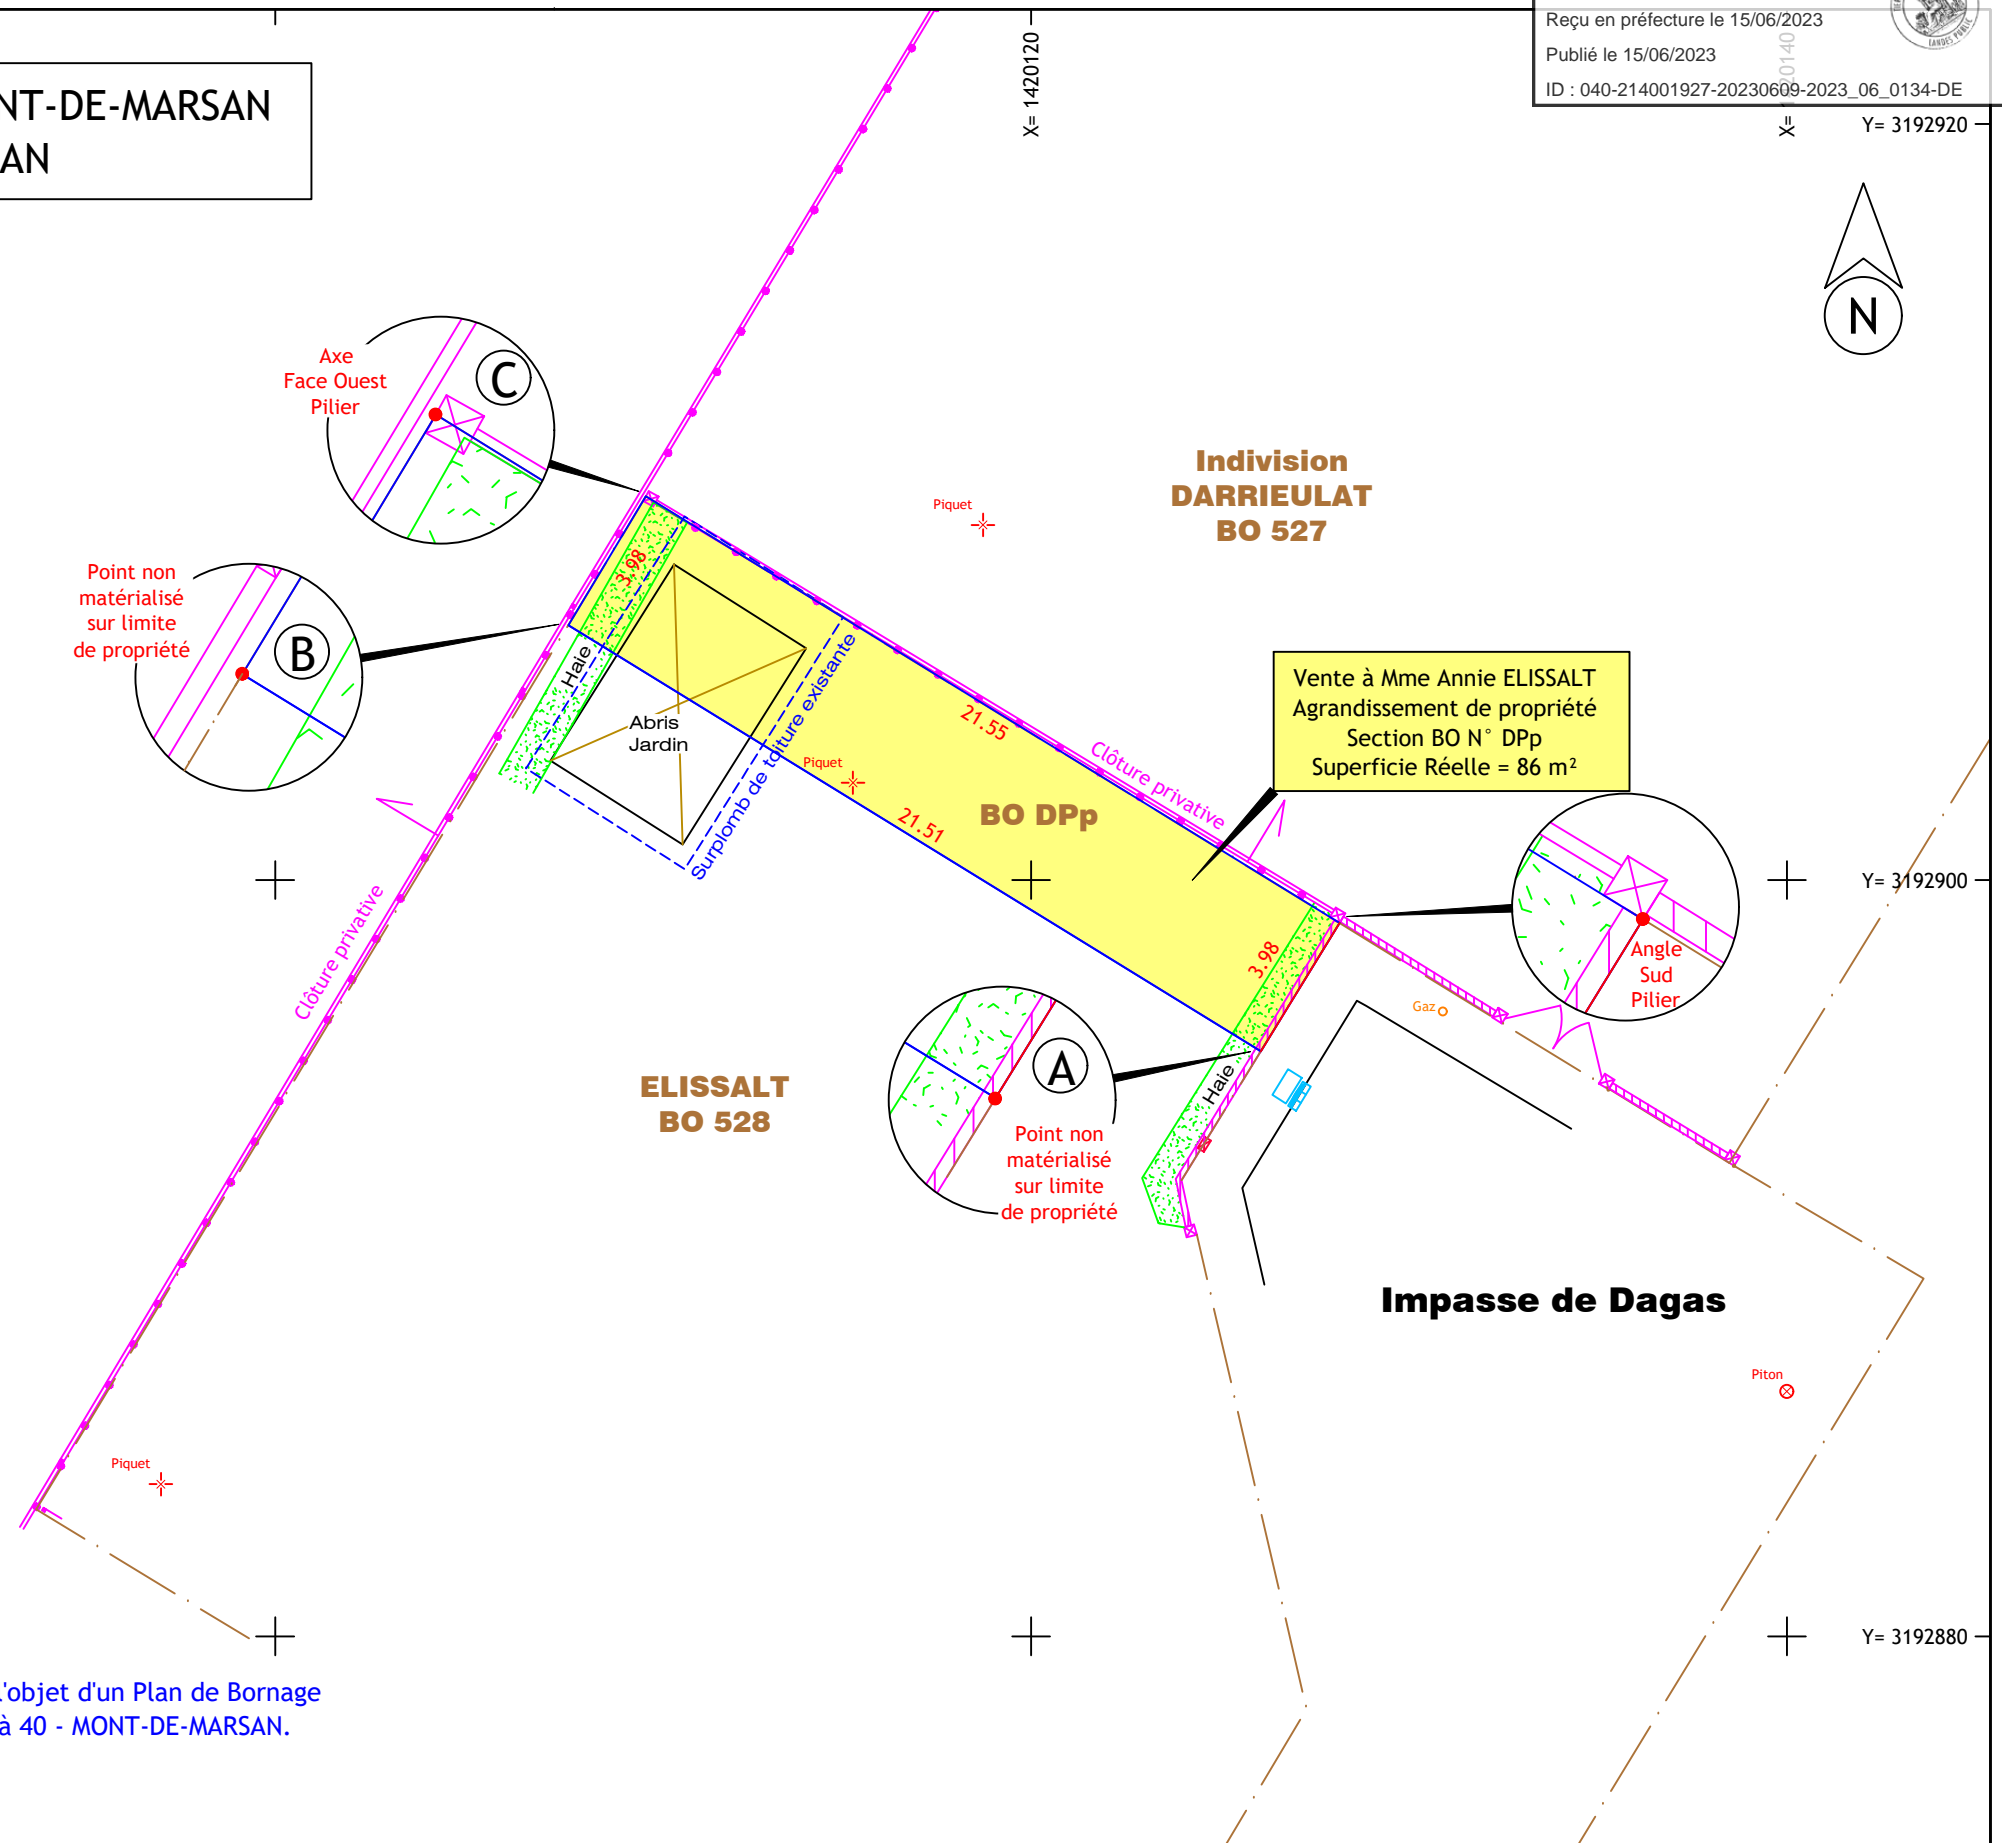 Reçu en préfecture le 15/06/2023
Publié le 15/06/2023
ID : 040-214001927-20230609-2023_06_0134-DE
LANDES PUBLIC
NT-DE-MARSAN
AN
X= 1420120
X= 1420140
Y= 3192920
N
Axe
Face Ouest
Pilier
C
Indivision
DARRIEULAT
BO 527
Piquet
Point non
matérialisé
sur limite
de propriété
B
3.98
Haie
Abris
Jardin
Surplomb de toiture existante
21.55
Clôture privative
Vente à Mme Annie ELISSALT
Agrandissement de propriété
Section BO N° DPp
Superficie Réelle = 86 m²
Piquet
BO DPp
21.51
Y= 3192900
Clôture privative
3.98
Angle
Sud
Pilier
Gaz
A
Haie
ELISSALT
BO 528
Point non
matérialisé
sur limite
de propriété
Impasse de Dagas
Piton
Piquet
Y= 3192880
l'objet d'un Plan de Bornage
à 40 - MONT-DE-MARSAN.